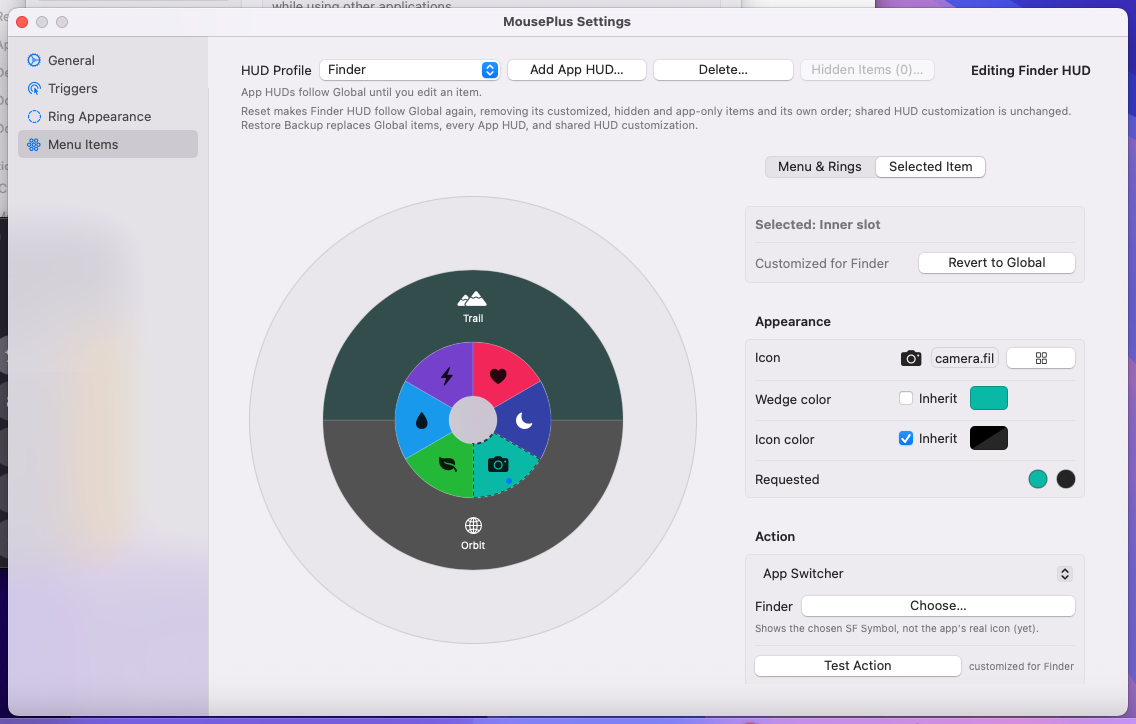 while using other applications.
MousePlus Settings
General
Triggers
Ring Appearance
Menu Items
HUD Profile
Finder
Add App HUD...
Delete...
Hidden Items (0)...
Editing Finder HUD
App HUDs follow Global until you edit an item.
Reset makes Finder HUD follow Global again, removing its customized, hidden and app-only items and its own order; shared HUD customization is unchanged.
Restore Backup replaces Global items, every App HUD, and shared HUD customization.
Menu & Rings
Selected Item
Trail
Orbit
Selected: Inner slot
Customized for Finder
Revert to Global
Appearance
Icon
camera.fil
Wedge color
Inherit
Icon color
Inherit
Requested
Action
App Switcher
Finder
Choose...
Shows the chosen SF Symbol, not the app's real icon (yet).
Test Action
customized for Finder